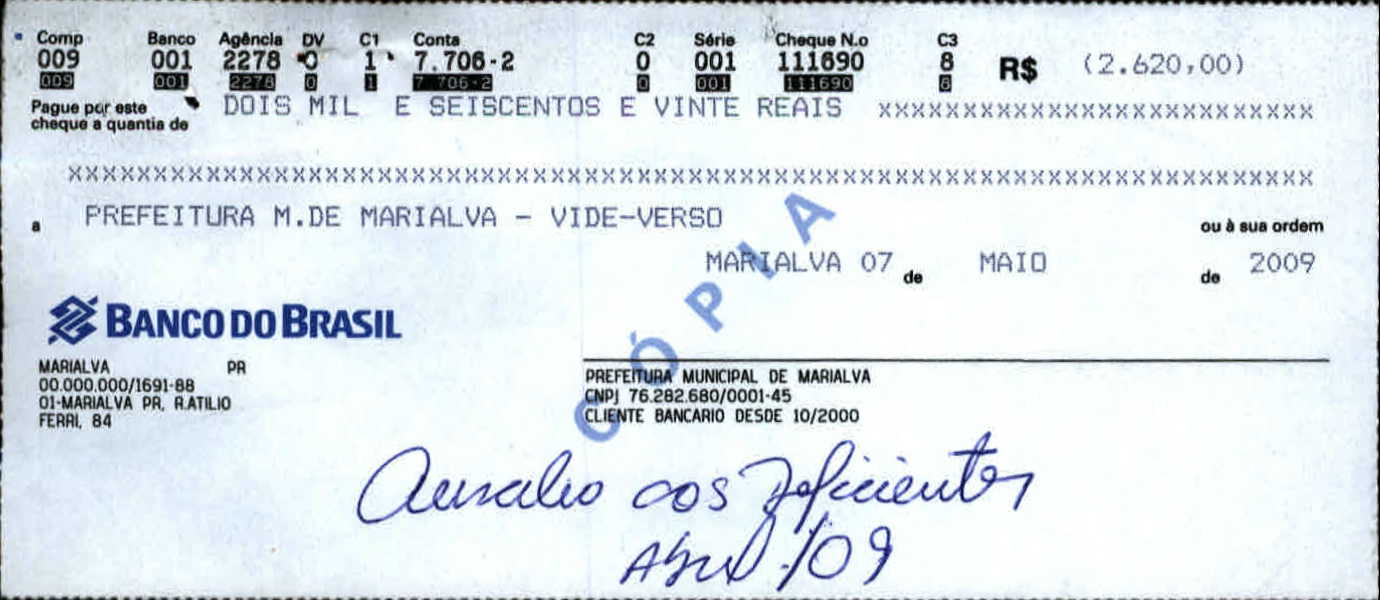 Comp Banco Agência DV C1 Conta C2 Série Cheque N.o C3
009 001 2278 0 1 7.706-2 0 001 111690 8 R$ (2.620,00)
009 001 2278 0 1 7 706-2 0 001 111690
Pague por este
cheque a quantia de DOIS MIL E SEISCENTOS E VINTE REAIS xxxxxxxxxxxxxxxxxxxxxxxxxx
xxxxxxxxxxxxxxxxxxxxxxxxxxxxxxxxxxxxxxxxxxxxxxxxxxxxxxxxxxxxxxxxxxxxxxxxxx
a PREFEITURA M.DE MARIALVA - VIDE-VERSO ou à sua ordem
MARIALVA 07 de MAIO de 2009
CÓPIA
BANCO DO BRASIL
MARIALVA PR
00.000.000/1691-88
01-MARIALVA PR, R.ATILIO
FERRI, 84
PREFEITURA MUNICIPAL DE MARIALVA
CNPJ 76.282.680/0001-45
CLIENTE BANCARIO DESDE 10/2000
aos Deficientes
Abril/09